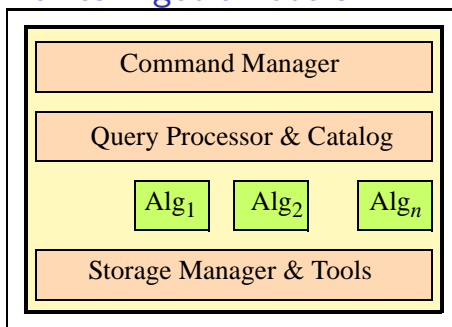 Command Manager
Query Processor & Catalog
Alg1 Alg2 Algn
Storage Manager & Tools